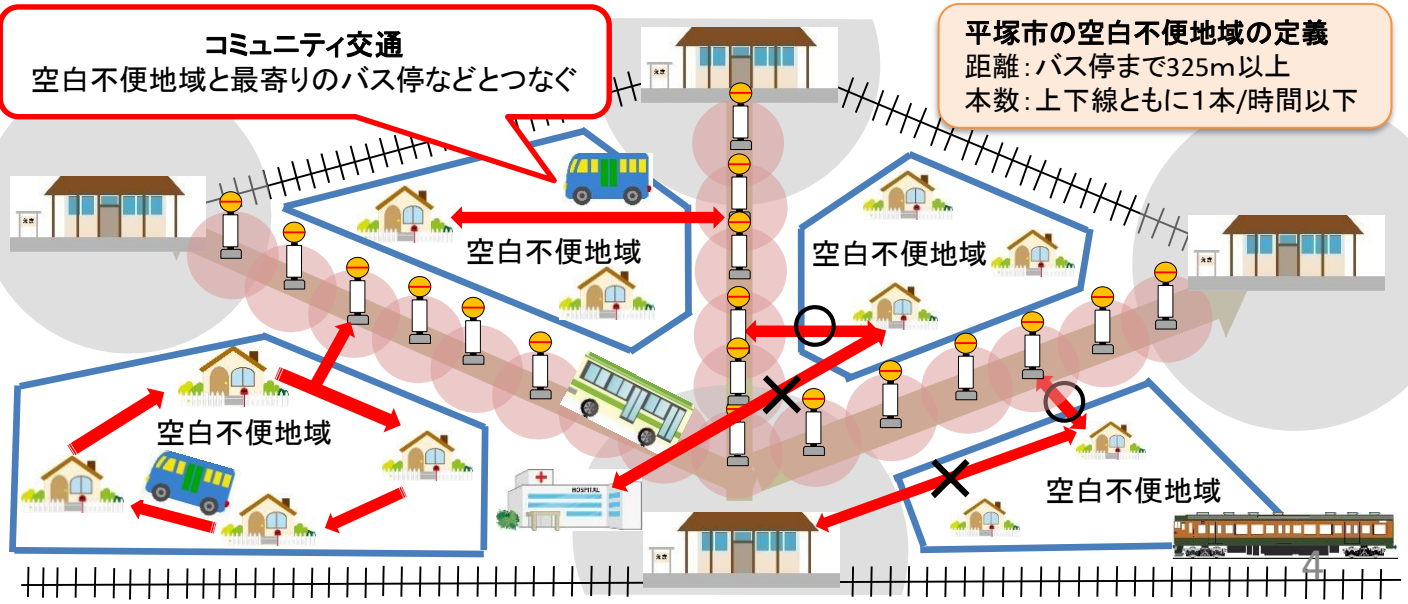 コミュニティ交通
空白不便地域と最寄りのバス停などとつなぐ
平塚市の空白不便地域の定義
距離：バス停まで325m以上
本数：上下線ともに１本/時間以下
空白不便地域
空白不便地域
空白不便地域
空白不便地域
HOSPITAL
4